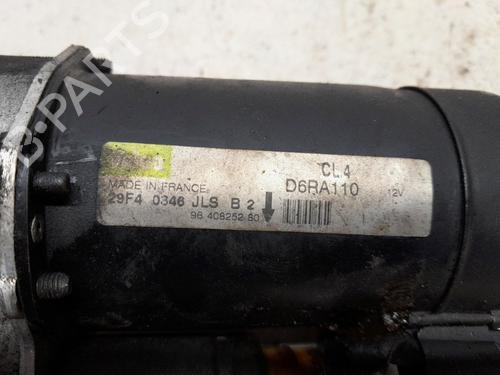 B-PARTS
CL4
MADE IN FRANCE
D6RA110 12V
29F4 0346 JLS B 2
96 408252 80